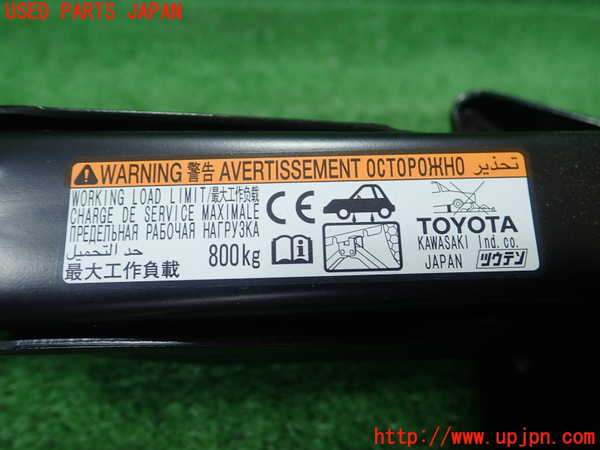 USED PARTS JAPAN
WARNING 警告 AVERTISSEMENT ОСТОРОЖНО تحذير
WORKING LOAD LIMIT/最大工作负载
CHARGE DE SERVICE MAXIMALE
ПРЕДЕЛЬНАЯ РАБОЧАЯ НАГРУЗКА
حد التحميل
最大工作負載
800kg
CE
TOYOTA
KAWASAKI Ind.co.
JAPAN ツウテン
http://www.upjpn.com/